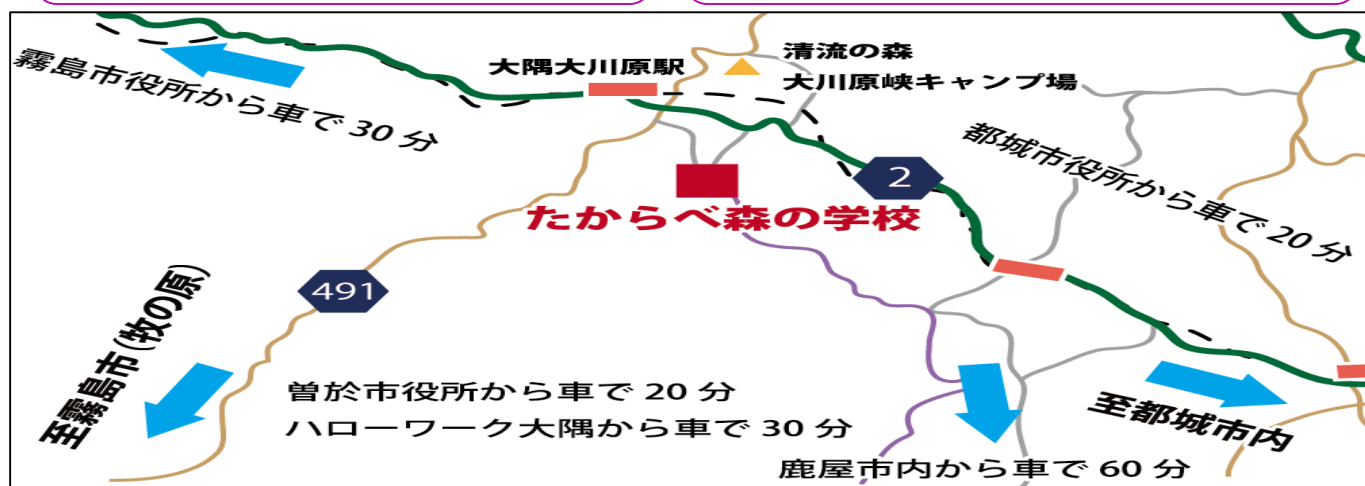 霧島市役所から車で 30 分
大隅大川原駅
清流の森
大川原峡キャンプ場
都城市役所から車で 20 分
2
たからべ森の学校
491
至霧島市(牧の原)
曽於市役所から車で 20 分
ハローワーク大隅から車で 30 分
至都城市内
鹿屋市内から車で 60 分